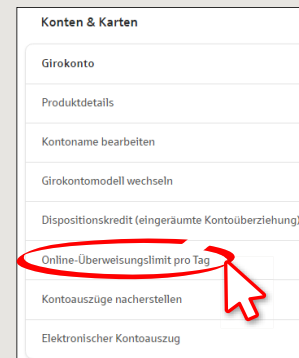 Konten & Karten
Girokonto
Produktdetails
Kontoname bearbeiten
Girokontomodell wechseln
Dispositionskredit (eingeräumte Kontoüberziehung)
Online-Überweisungslimit pro Tag
Kontoauszüge nacherstellen
Elektronischer Kontoauszug